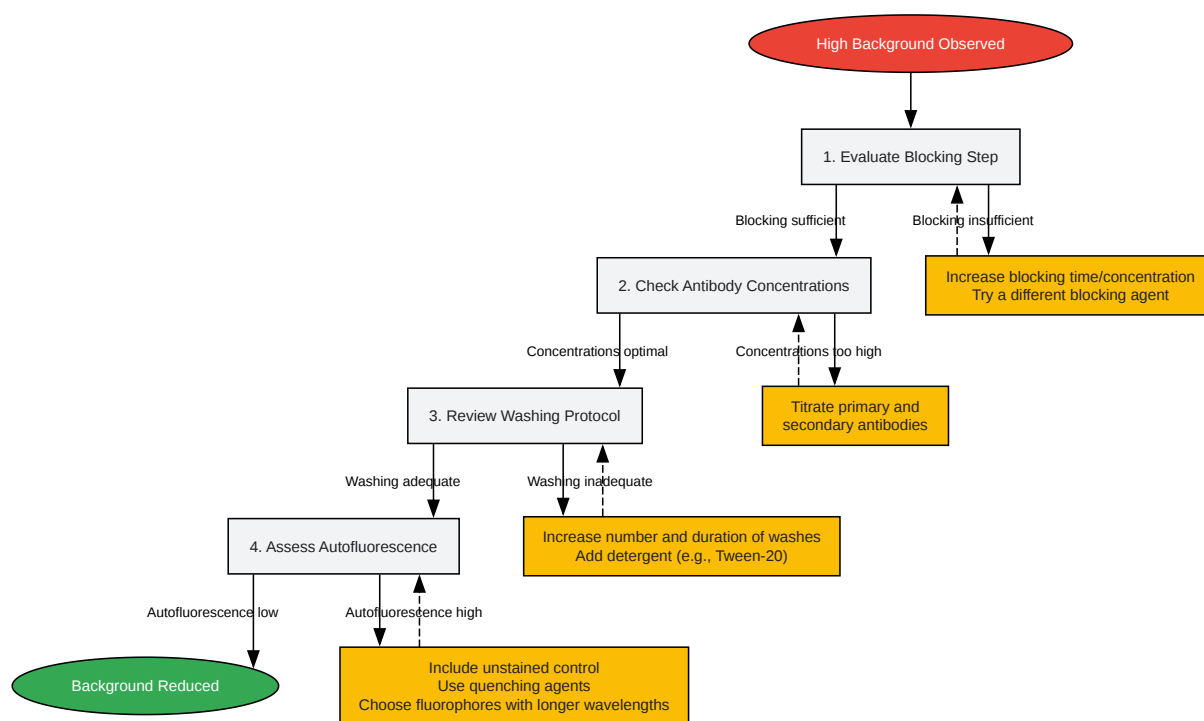 High Background Observed
1. Evaluate Blocking Step
Blocking sufficient
Blocking insufficient
Increase blocking time/concentration
Try a different blocking agent
2. Check Antibody Concentrations
Concentrations optimal
Concentrations too high
Titrate primary and
secondary antibodies
3. Review Washing Protocol
Washing adequate
Washing inadequate
Increase number and duration of washes
Add detergent (e.g., Tween-20)
4. Assess Autofluorescence
Autofluorescence low
Autofluorescence high
Include unstained control
Use quenching agents
Choose fluorophores with longer wavelengths
Background Reduced